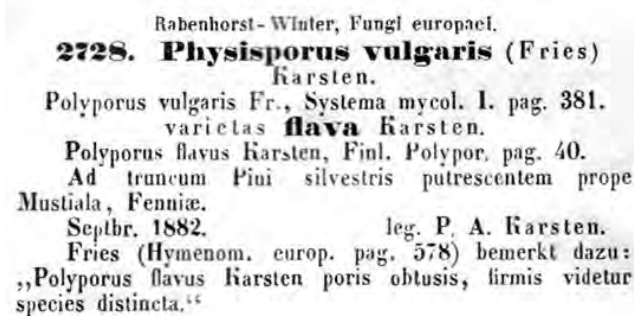 Rabenhorst-Winter, Fungi europaei.
2728. Physisporus vulgaris (Fries)
Karsten.
Polyporus vulgaris Fr., Systema mycol. I. pag. 381.
varietas flava Karsten.
Polyporus flavus Karsten, Finl. Polypor. pag. 40.
Ad truncum Pini silvestris putrescentem prope
Mustiala, Fenniæ.
Septbr. 1882. leg. P. A. Karsten.
Fries (Hymenom. europ. pag. 578) bemerkt dazu:
„Polyporus flavus Karsten poris obtusis, firmis videtur
species distincta.“